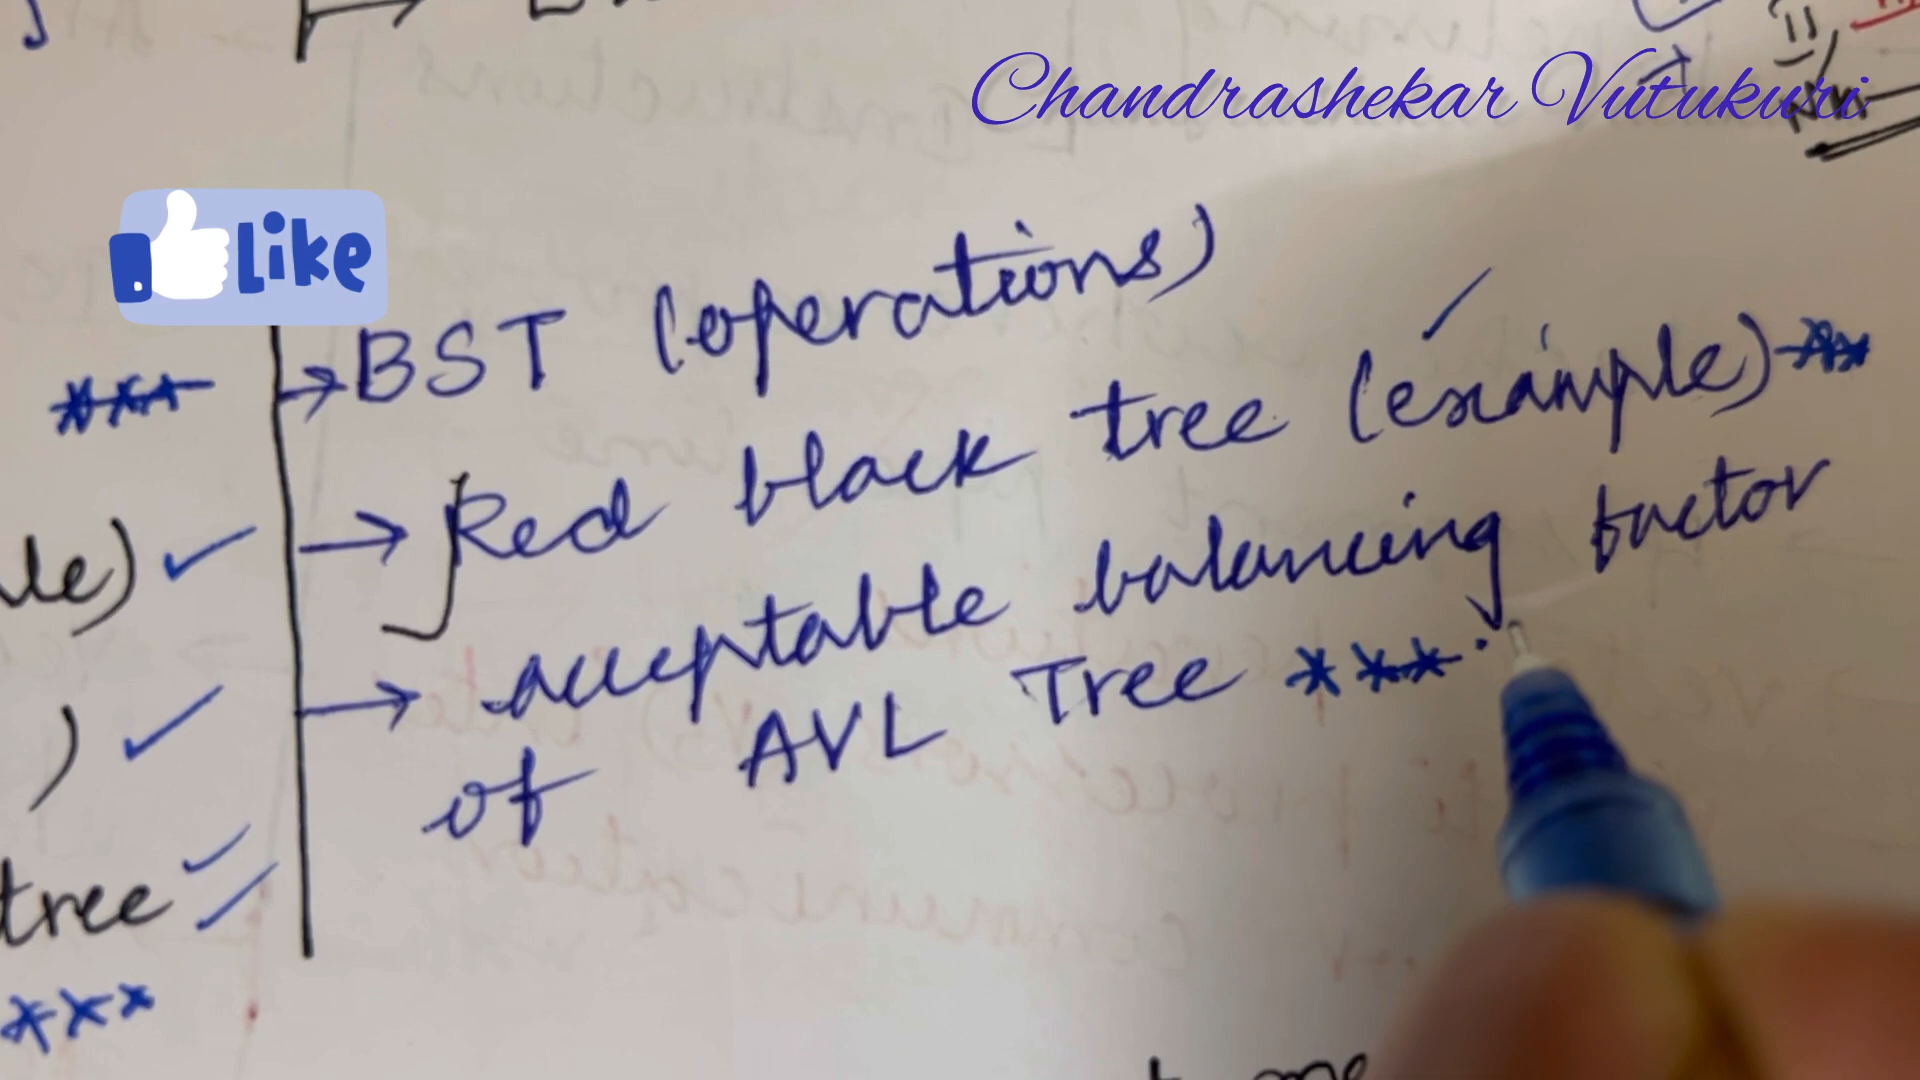 Chandrashekar Vutukuri
Like
*** → BST (operations)
→ Red black tree (example) **
le) ✓
→ acceptable balancing factor
of AVL Tree ***
) ✓
tree ✓✓
***